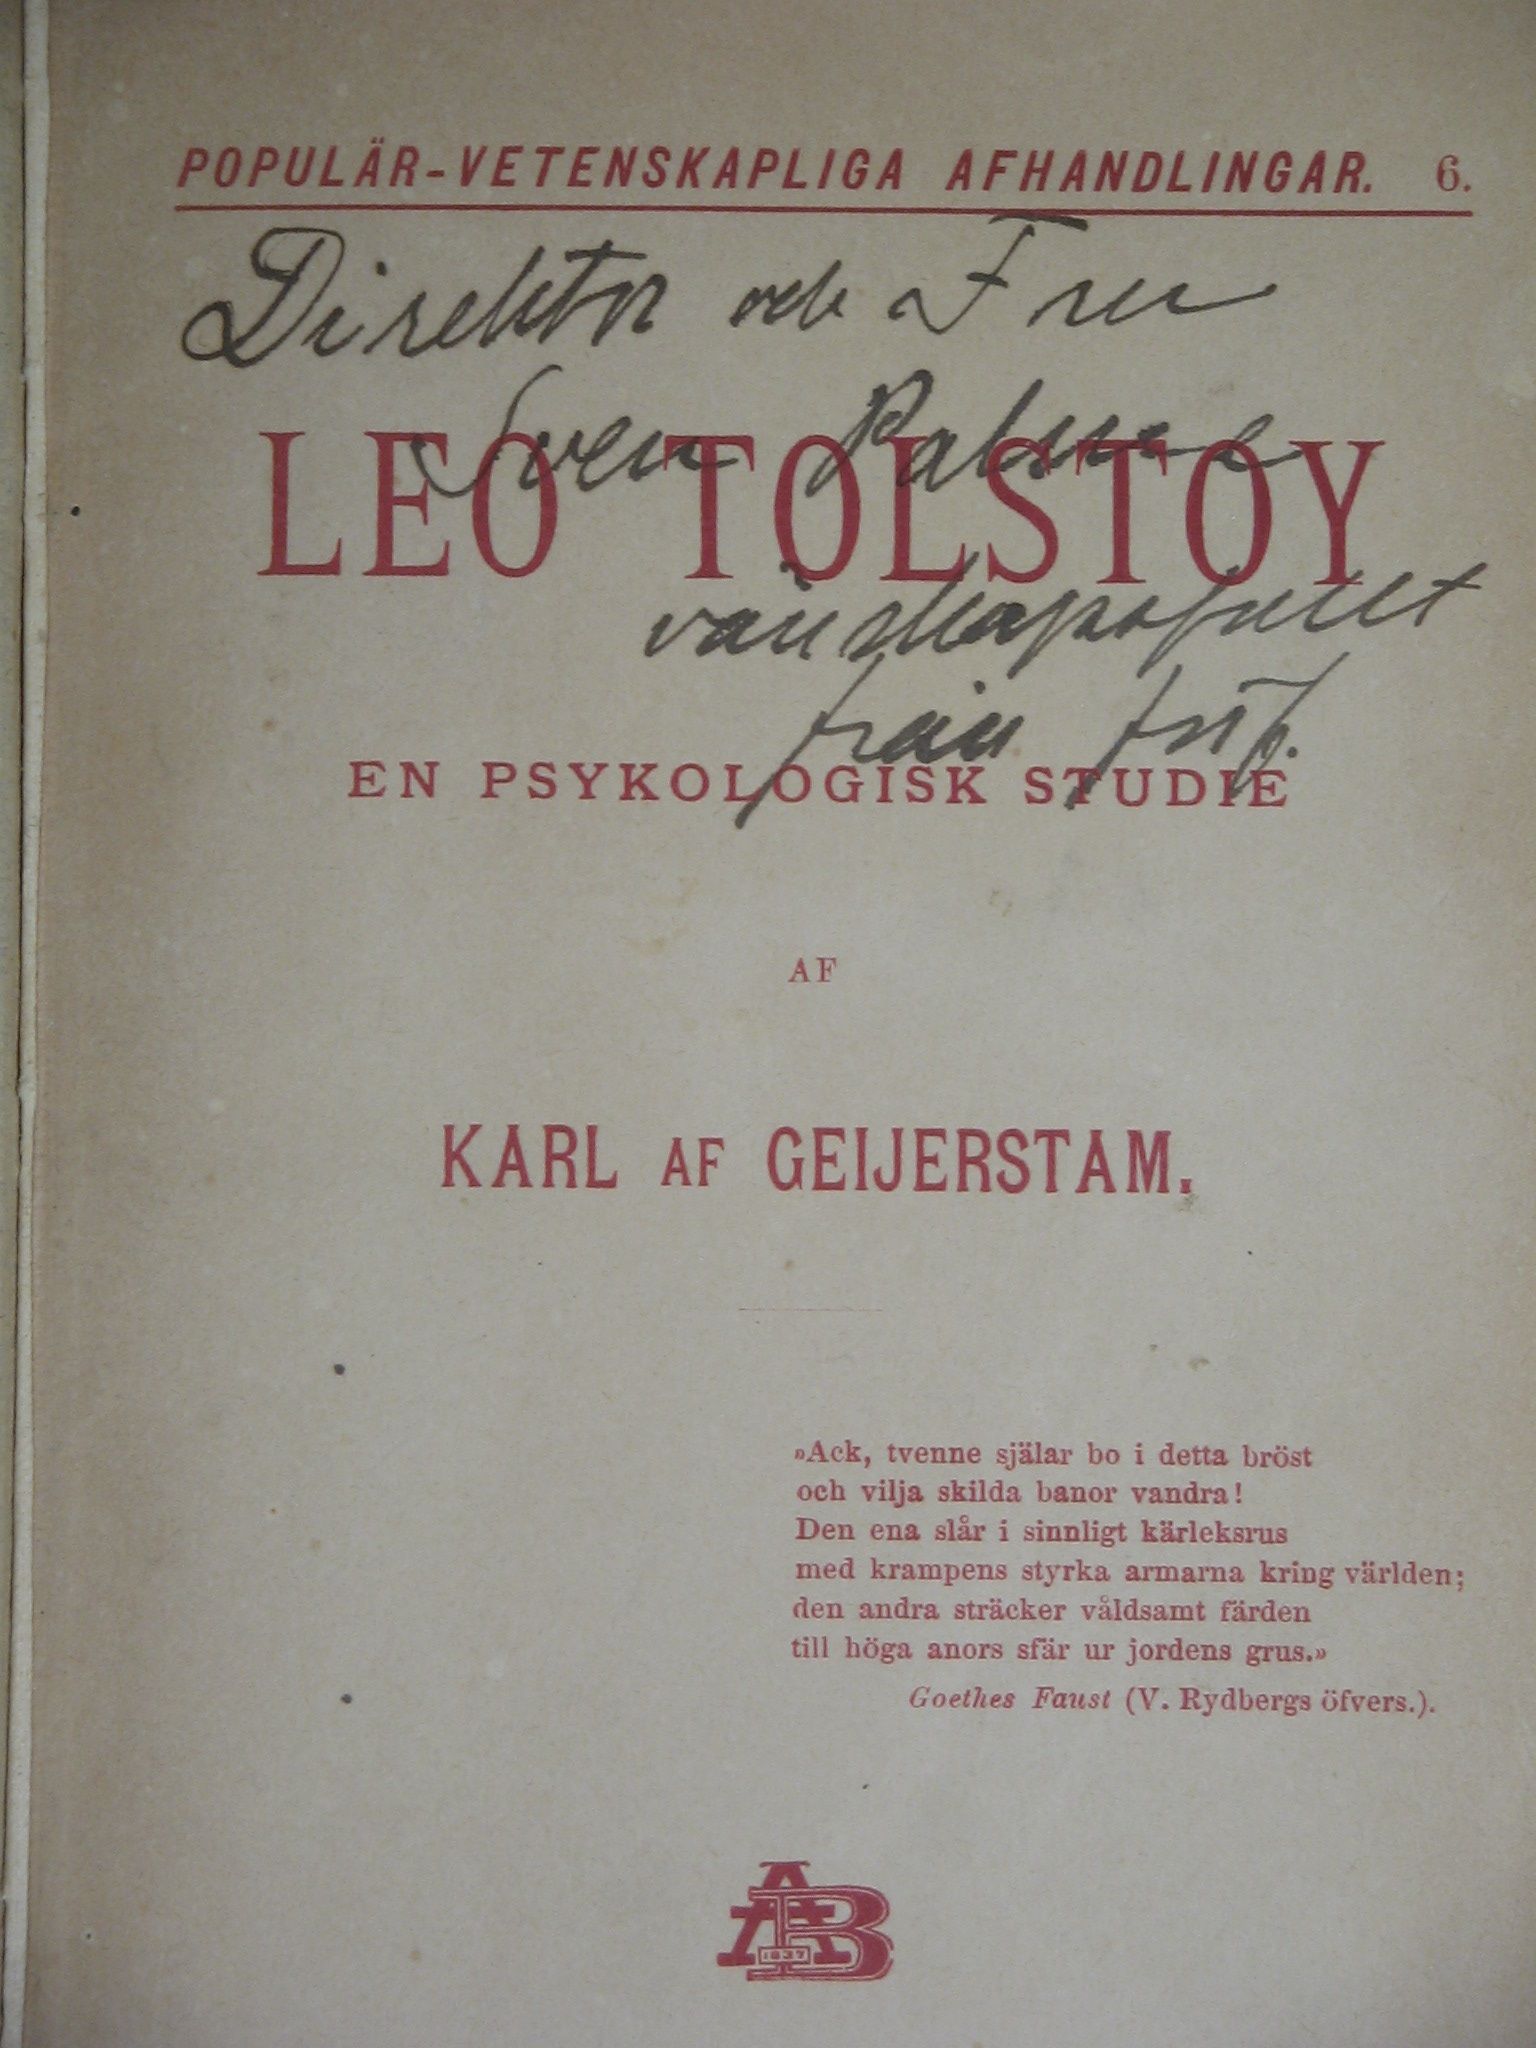 POPULÄR-VETENSKAPLIGA AFHANDLINGAR. 6.
Direktör och Fru
Sven Palme
LEO TOLSTOY
vänskapsfullt
från förf.
EN PSYKOLOGISK STUDIE
AF
KARL AF GEIJERSTAM.
»Ack, tvenne själar bo i detta bröst
och vilja skilda banor vandra!
Den ena slår i sinnligt kärleksrus
med krampens styrka armarna kring världen;
den andra sträcker våldsamt färden
till höga anors sfär ur jordens grus.»
Goethes Faust (V. Rydbergs öfvers.).
AAB
1837